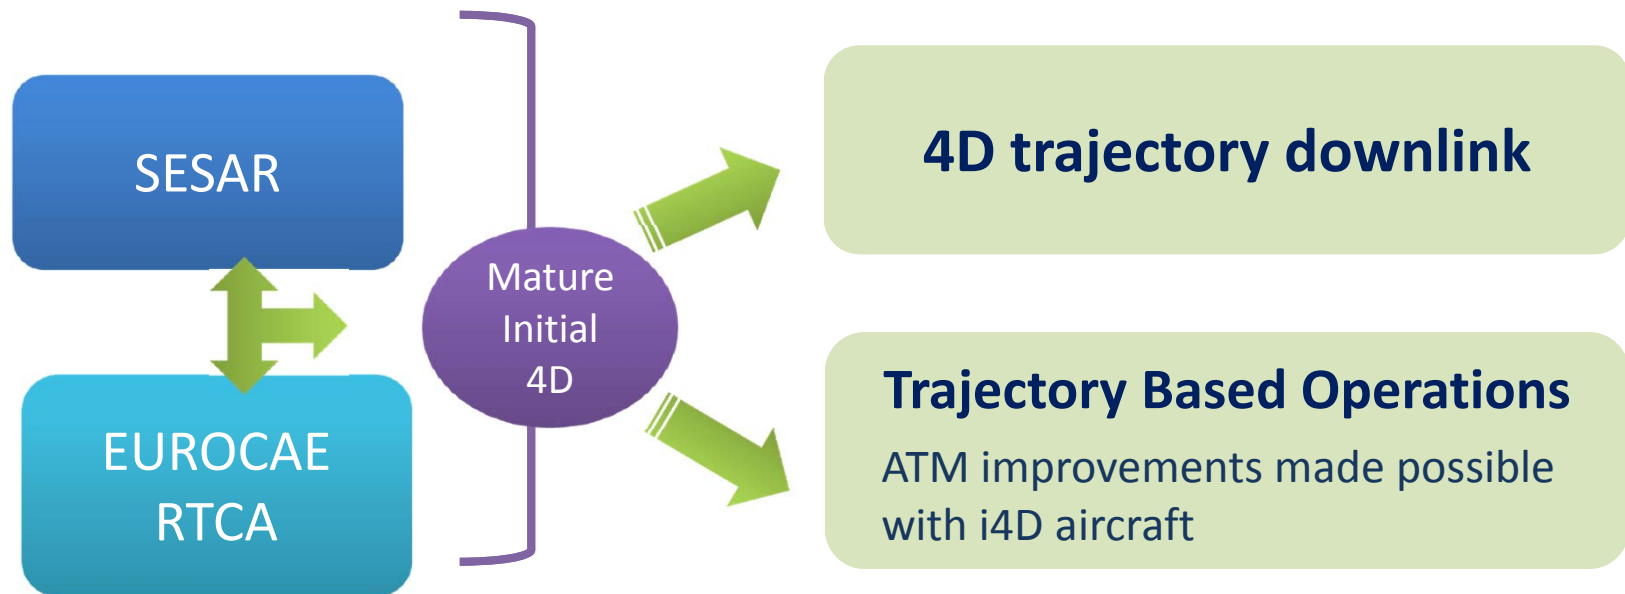 SESAR
EUROCAE
RTCA
Mature
Initial
4D
4D trajectory downlink
Trajectory Based Operations
ATM improvements made possible
with i4D aircraft